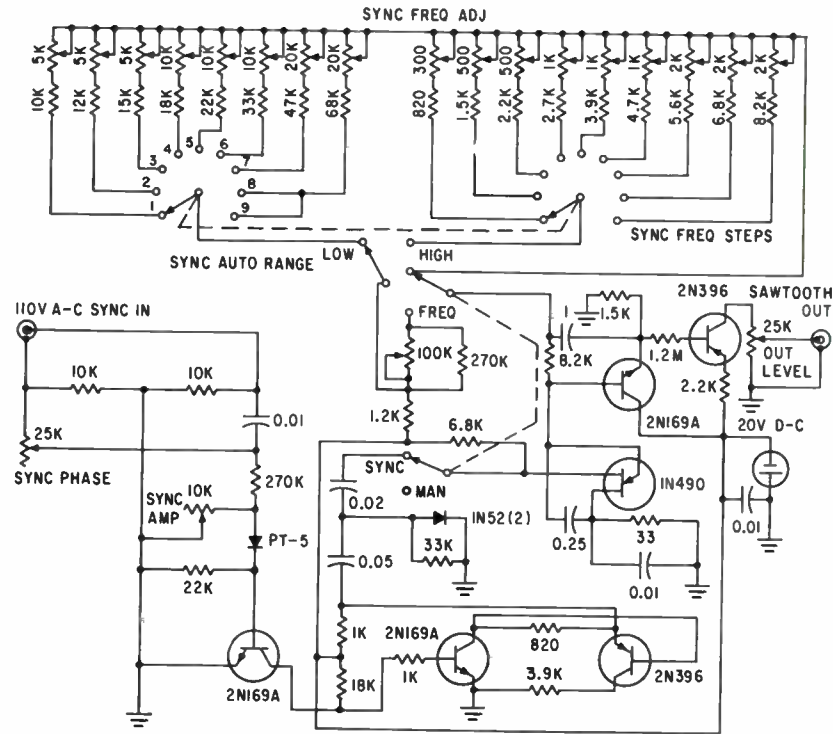 SYNC FREQ ADJ
5K
5K
5K
10K
10K
10K
20K
20K
300
500
500
1K
1K
1K
2K
2K
2K
10K
12K
15K
18K
22K
33K
47K
68K
820
1.5K
2.2K
2.7K
3.9K
4.7K
5.6K
6.8K
8.2K
1
2
3
4
5
6
7
8
9
SYNC AUTO RANGE
LOW
HIGH
SYNC FREQ STEPS
110V A-C SYNC IN
FREQ
100K
270K
1
1.5K
8.2K
1.2M
2N396
SAWTOOTH
OUT
25K
OUT
LEVEL
10K
10K
0.01
1.2K
6.8K
2N169A
2.2K
20V D-C
25K
SYNC PHASE
270K
SYNC
MAN
1N490
SYNC
AMP
10K
0.02
1N52(2)
0.25
33
0.01
0.01
PT-5
33K
0.05
22K
1K
2N169A
820
18K
1K
3.9K
2N396
2N169A